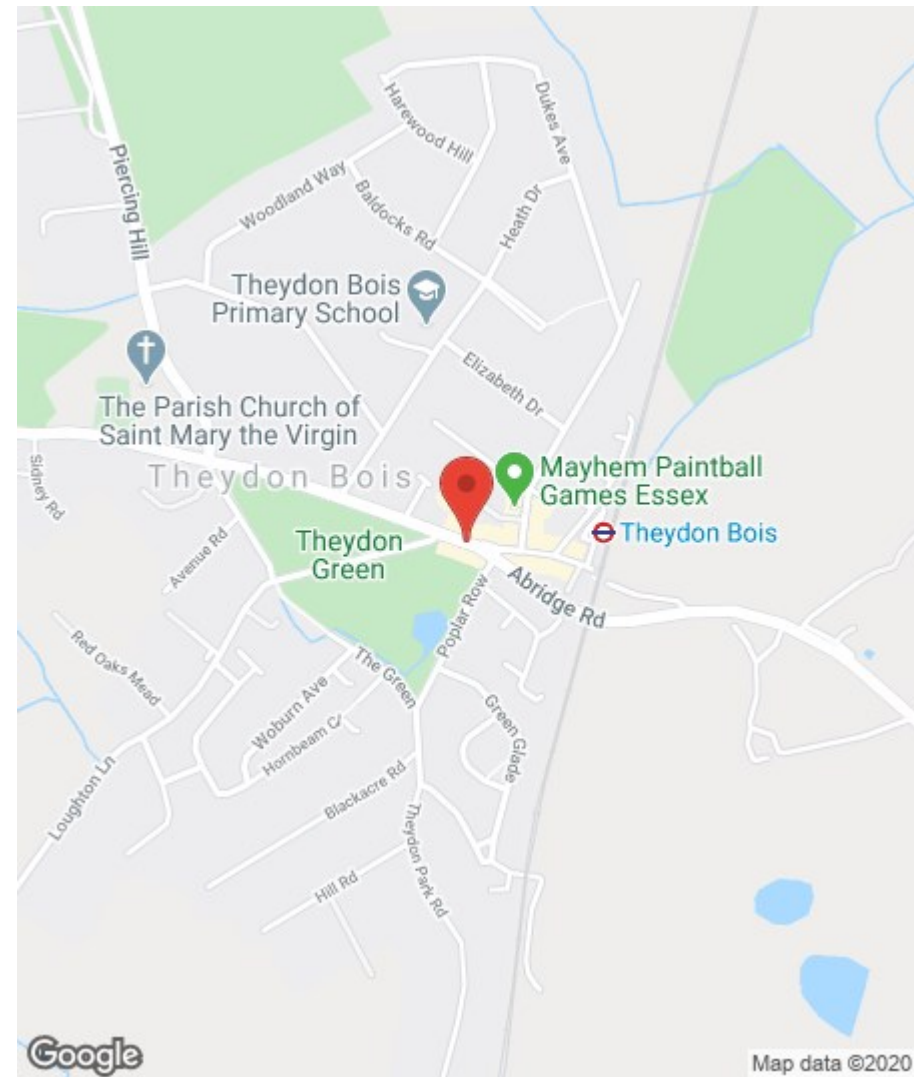 Piercing Hill
Harewood Hill
Dukes Ave
Woodland Way
Baldocks Rd
Heath Dr
Theydon Bois
Primary School
Elizabeth Dr
The Parish Church of
Saint Mary the Virgin
Sidney Rd
Theydon Bois
Mayhem Paintball
Games Essex
Theydon Bois
Theydon
Green
Avenue Rd
Abridge Rd
Poplar Row
Red Oaks Mead
The Green
Woburn Ave
Hornbeam Cl
Green Glade
Loughton Ln
Blackacre Rd
Theydon Park Rd
Hill Rd
Google
Map data ©2020